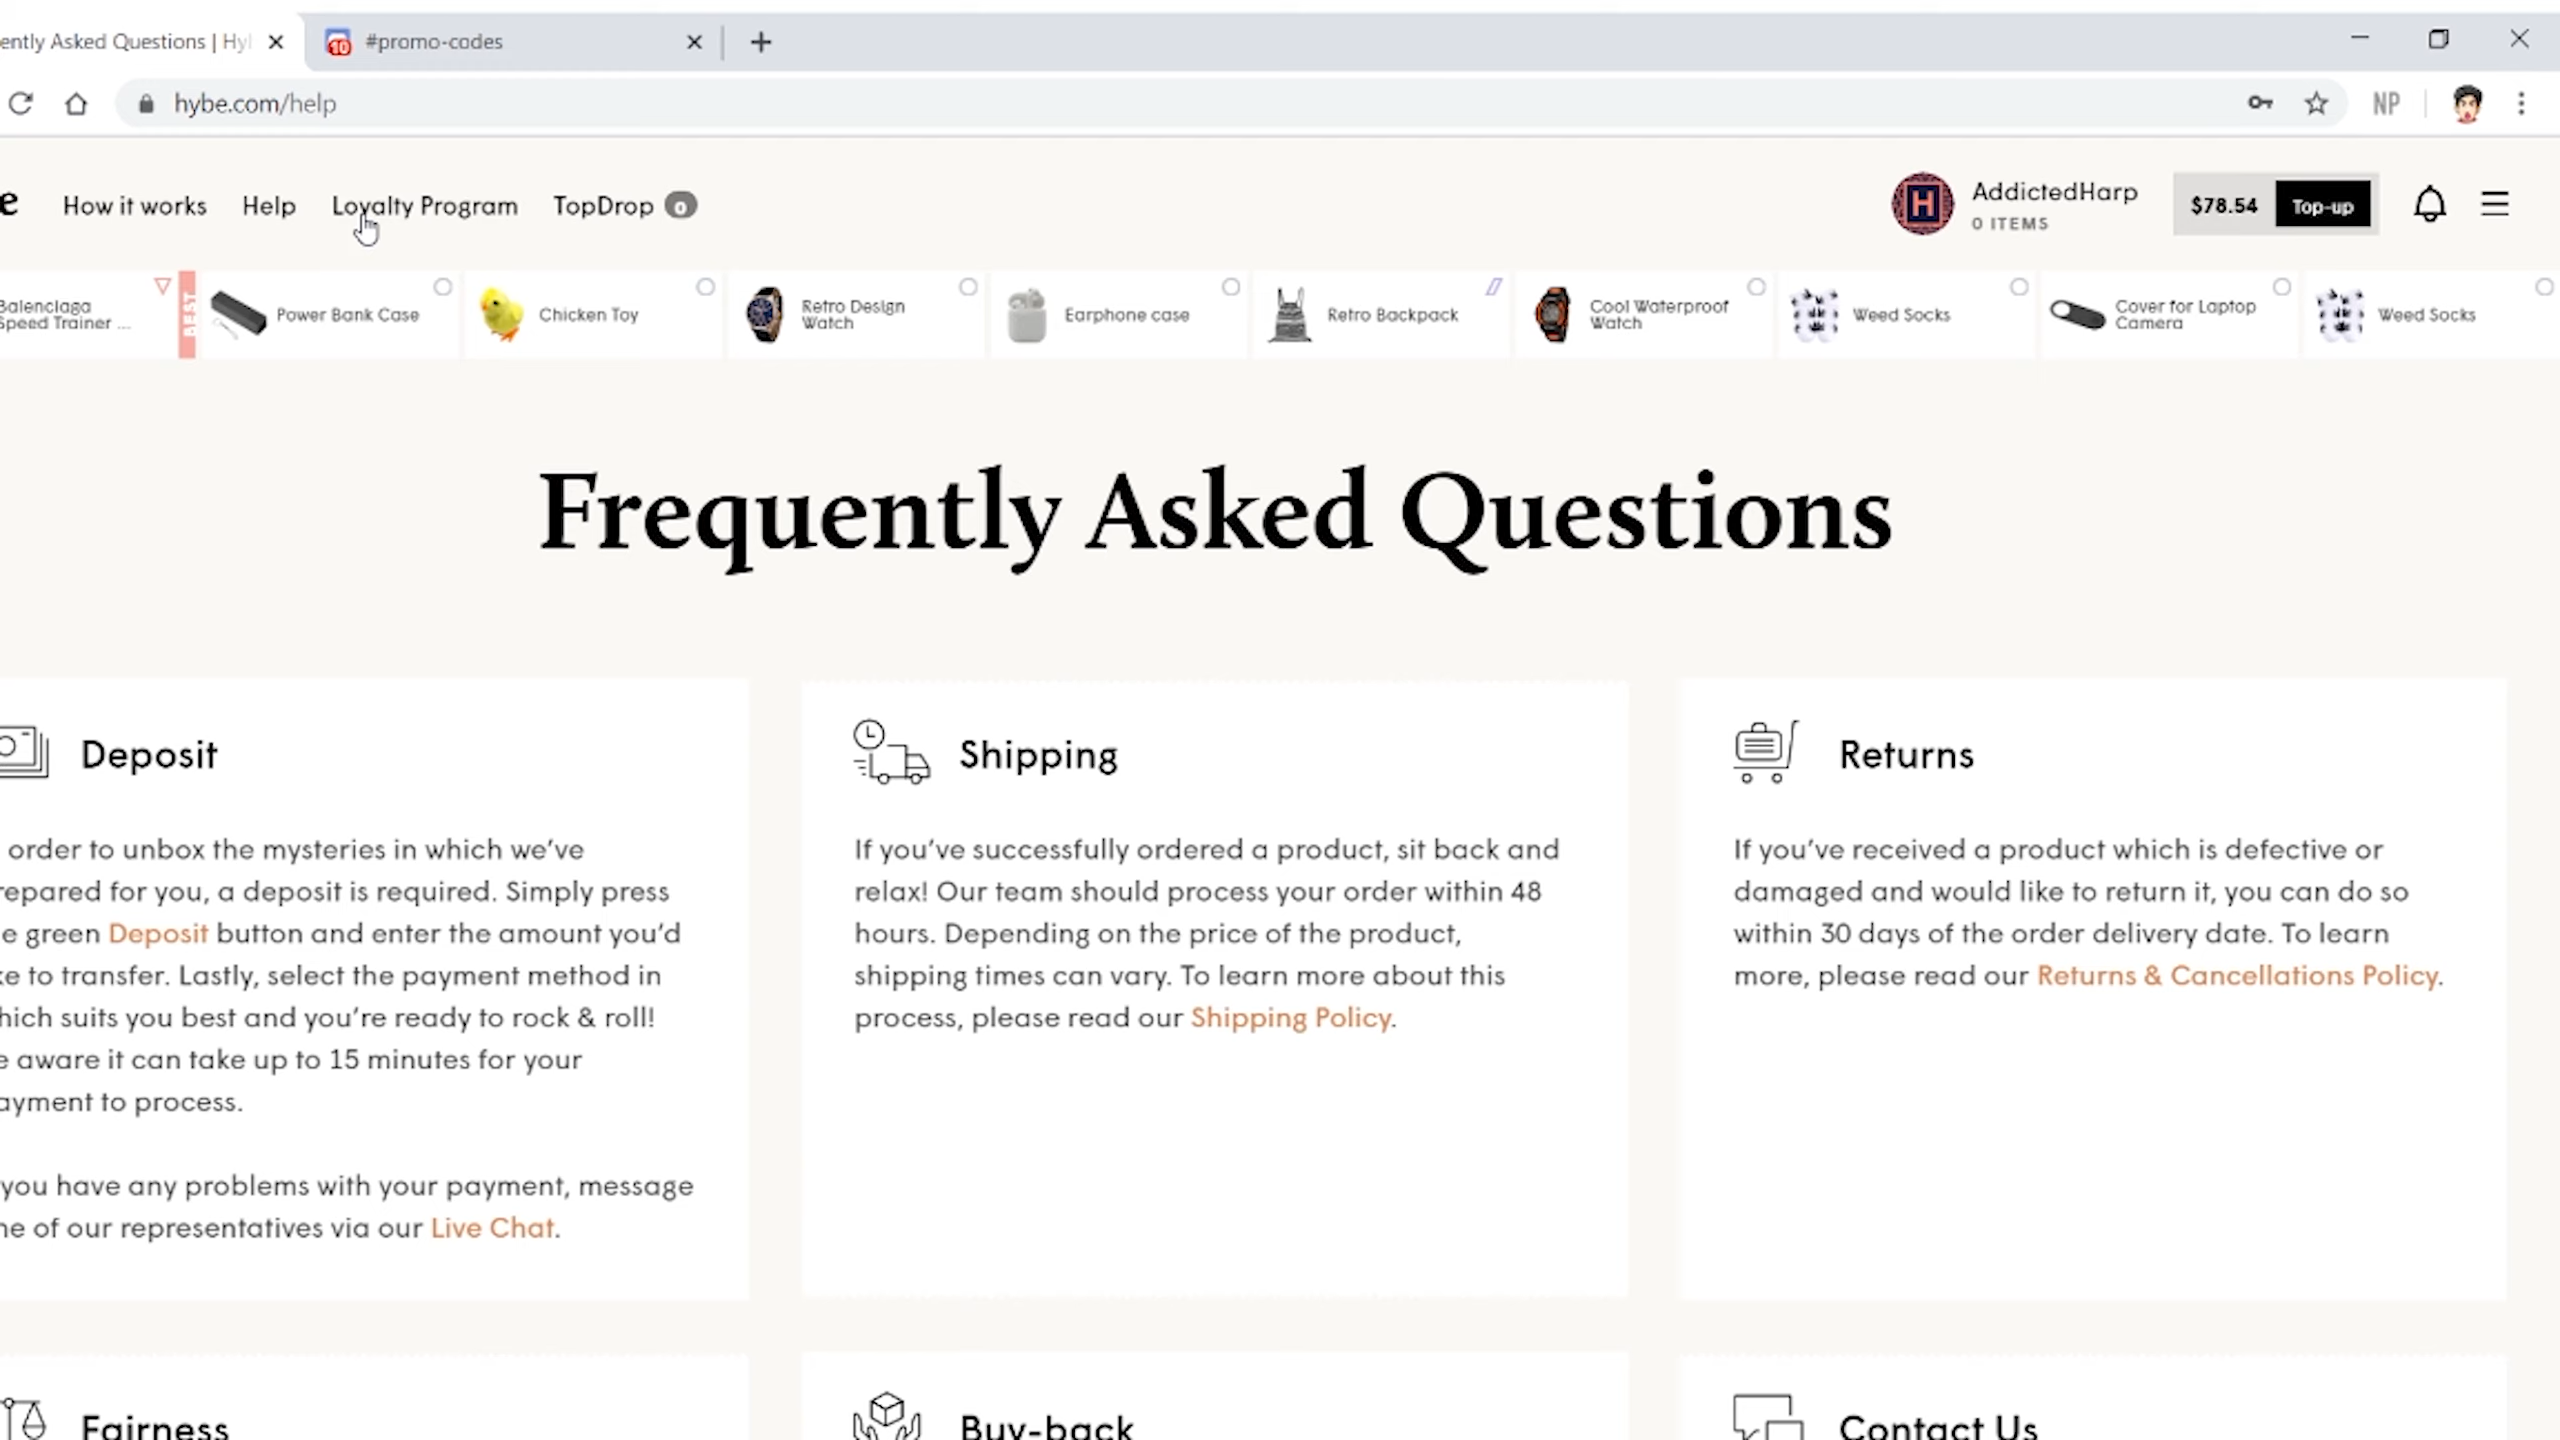 ently Asked Questions | Hy
10 #promo-codes
hybe.com/help
NP
e How it works Help Loyalty Program TopDrop 0
H AddictedHarp
0 ITEMS
$78.54 Top-up
Balenciaga
Speed Trainer ...
BEST
Power Bank Case
Chicken Toy
Retro Design
Watch
Earphone case
Retro Backpack
Cool Waterproof
Watch
Weed Socks
Cover for Laptop
Camera
Weed Socks
Frequently Asked Questions
Deposit
order to unbox the mysteries in which we've
repared for you, a deposit is required. Simply press
e green Deposit button and enter the amount you'd
ke to transfer. Lastly, select the payment method in
hich suits you best and you're ready to rock & roll!
e aware it can take up to 15 minutes for your
ayment to process.
you have any problems with your payment, message
ne of our representatives via our Live Chat.
Shipping
If you've successfully ordered a product, sit back and
relax! Our team should process your order within 48
hours. Depending on the price of the product,
shipping times can vary. To learn more about this
process, please read our Shipping Policy.
Returns
If you've received a product which is defective or
damaged and would like to return it, you can do so
within 30 days of the order delivery date. To learn
more, please read our Returns & Cancellations Policy.
Fairness
Buy-back
Contact Us